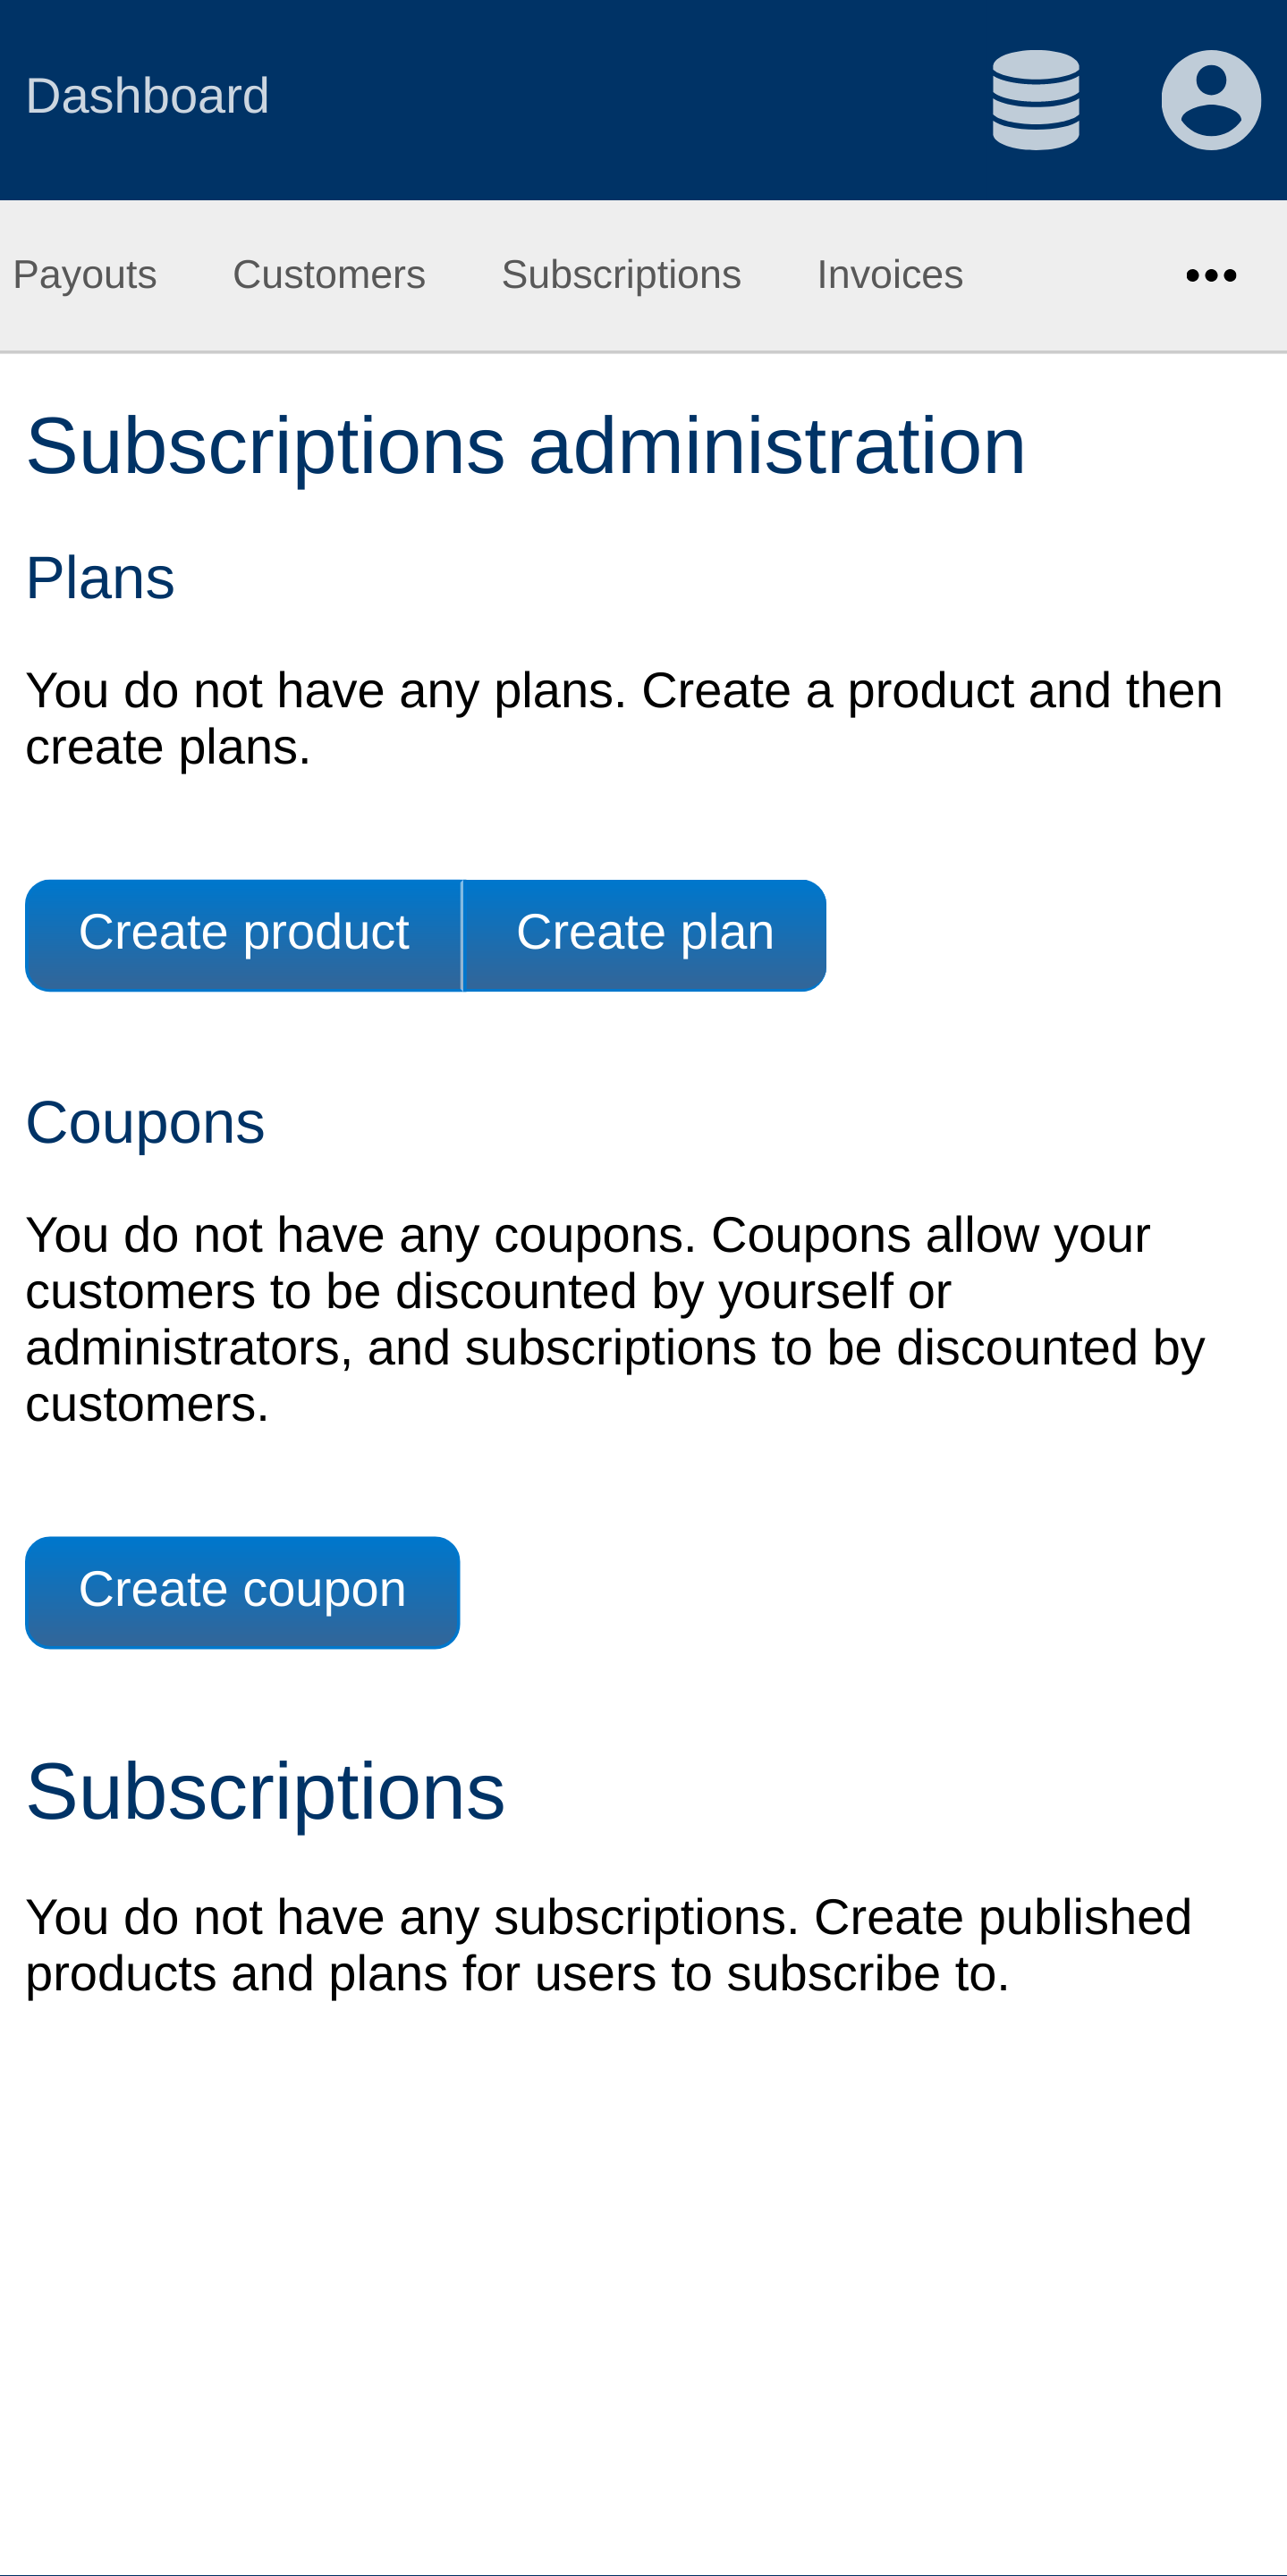 Dashboard
Payouts Customers Subscriptions Invoices •••
Subscriptions administration
Plans
You do not have any plans. Create a product and then
create plans.
Create product Create plan
Coupons
You do not have any coupons. Coupons allow your
customers to be discounted by yourself or
administrators, and subscriptions to be discounted by
customers.
Create coupon
Subscriptions
You do not have any subscriptions. Create published
products and plans for users to subscribe to.